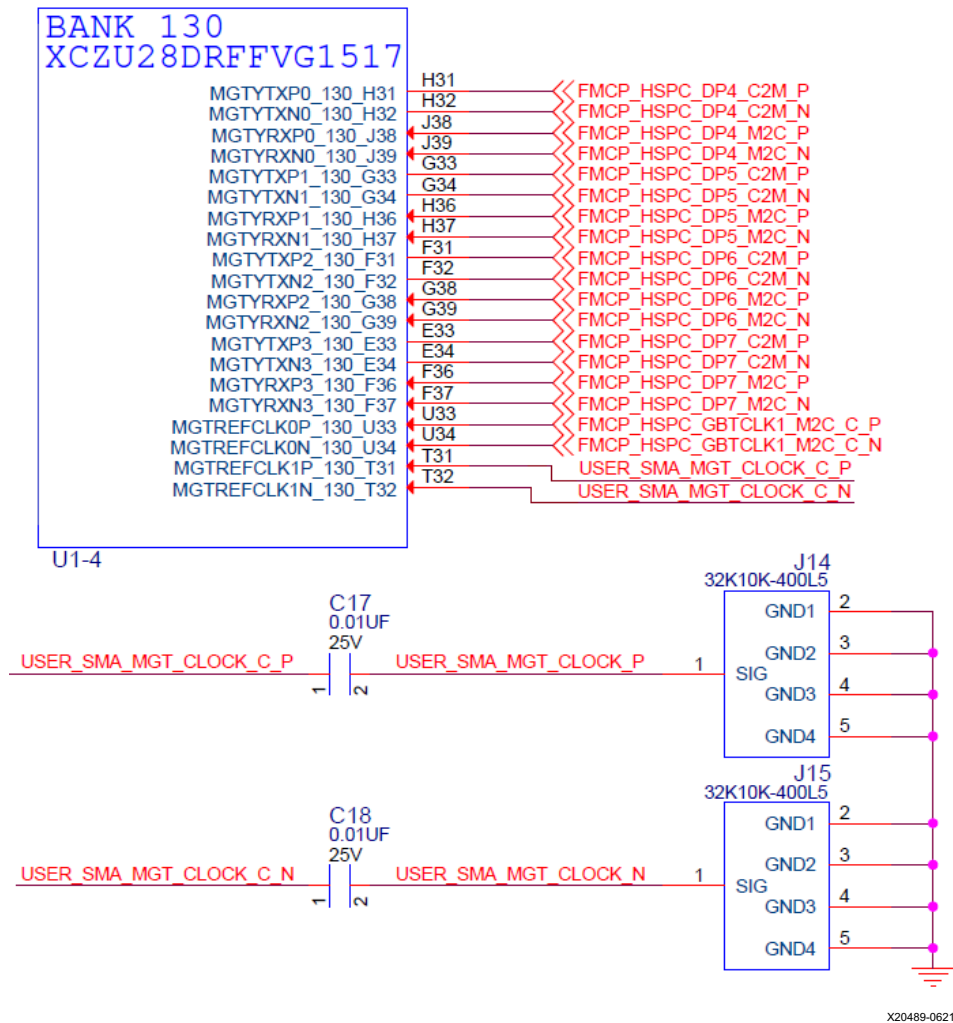 BANK 130
XCZU28DRFFVG1517
MGTYTXP0_130_H31 H31 FMCP_HSPC_DP4_C2M_P
MGTYTXN0_130_H32 H32 FMCP_HSPC_DP4_C2M_N
MGTYRXP0_130_J38 J38 FMCP_HSPC_DP4_M2C_P
MGTYRXN0_130_J39 J39 FMCP_HSPC_DP4_M2C_N
MGTYTXP1_130_G33 G33 FMCP_HSPC_DP5_C2M_P
MGTYTXN1_130_G34 G34 FMCP_HSPC_DP5_C2M_N
MGTYRXP1_130_H36 H36 FMCP_HSPC_DP5_M2C_P
MGTYRXN1_130_H37 H37 FMCP_HSPC_DP5_M2C_N
MGTYTXP2_130_F31 F31 FMCP_HSPC_DP6_C2M_P
MGTYTXN2_130_F32 F32 FMCP_HSPC_DP6_C2M_N
MGTYRXP2_130_G38 G38 FMCP_HSPC_DP6_M2C_P
MGTYRXN2_130_G39 G39 FMCP_HSPC_DP6_M2C_N
MGTYTXP3_130_E33 E33 FMCP_HSPC_DP7_C2M_P
MGTYTXN3_130_E34 E34 FMCP_HSPC_DP7_C2M_N
MGTYRXP3_130_F36 F36 FMCP_HSPC_DP7_M2C_P
MGTYRXN3_130_F37 F37 FMCP_HSPC_DP7_M2C_N
MGTREFCLK0P_130_U33 U33 FMCP_HSPC_GBTCLK1_M2C_C_P
MGTREFCLK0N_130_U34 U34 FMCP_HSPC_GBTCLK1_M2C_C_N
MGTREFCLK1P_130_T31 T31 USER_SMA_MGT_CLOCK_C_P
MGTREFCLK1N_130_T32 T32 USER_SMA_MGT_CLOCK_C_N
U1-4
J14
32K10K-400L5
C17
0.01UF
25V
USER_SMA_MGT_CLOCK_C_P 1 2 USER_SMA_MGT_CLOCK_P 1 SIG
GND1 2
GND2 3
GND3 4
GND4 5
J15
32K10K-400L5
C18
0.01UF
25V
USER_SMA_MGT_CLOCK_C_N 1 2 USER_SMA_MGT_CLOCK_N 1 SIG
GND1 2
GND2 3
GND3 4
GND4 5
X20489-0621